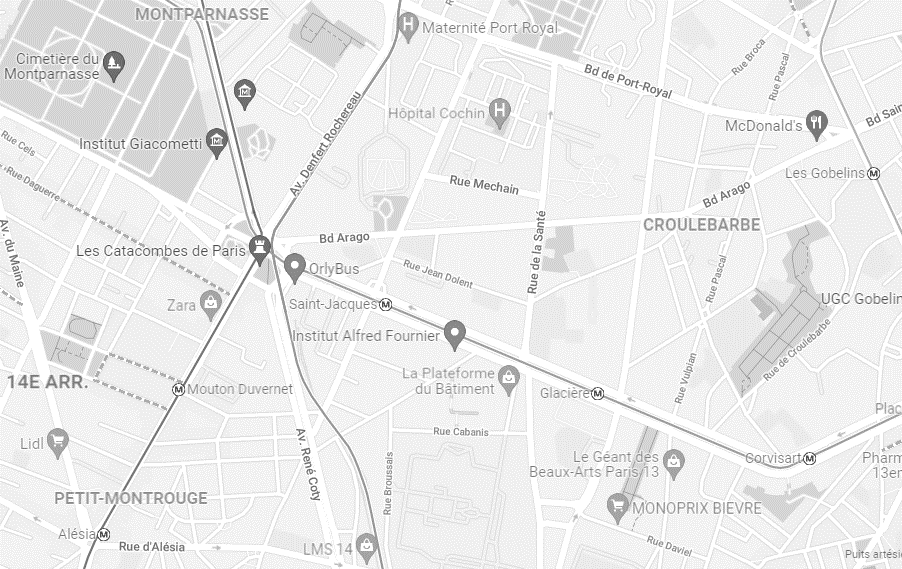 MONTPARNASSE
Maternité Port Royal
Rue Broca
Cimetière du
Montparnasse
Bd de Port-Royal
Rue Pascal
Av. Denfert Rochereau
Hôpital Cochin
McDonald's
Bd Sain
Rue Cels
Institut Giacometti
Les Gobelins
Rue Daguerre
Rue Mechain
Bd Arago
CROULEBARBE
Av. du Maine
Bd Arago
Rue de la Santé
Les Catacombes de Paris
OrlyBus
Rue Jean Dolent
Rue Pascal
Zara
Saint-Jacques
UGC Gobelin
Institut Alfred Fournier
Rue de Croulebarbe
14E ARR.
Mouton Duvernet
La Plateforme
du Bâtiment
Glacière
Rue Vulpian
Plac
Lidl
Av. René Coty
Rue Cabanis
Rue Broussais
Le Géant des
Beaux-Arts Paris 13
Corvisart
Pharm
13em
PETIT-MONTROUGE
MONOPRIX BIEVRE
Alésia
Rue d'Alésia
LMS 14
Rue Daviel
Puits artési